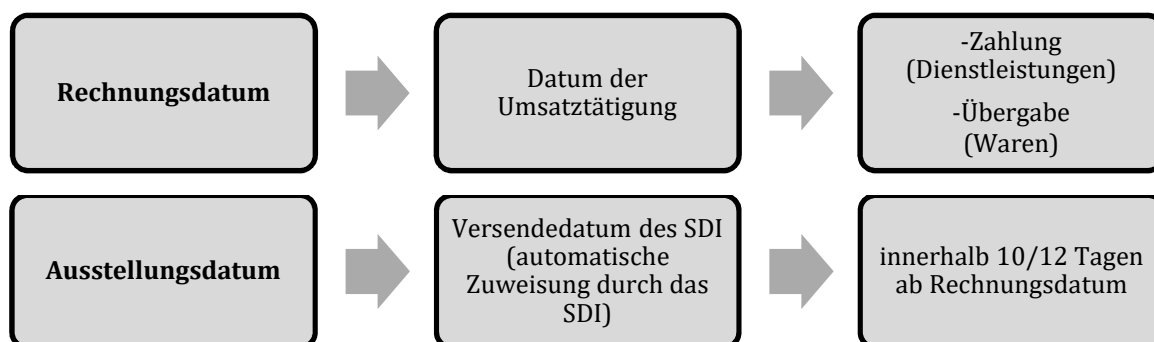 Rechnungsdatum
Datum der
Umsatztätigung
-Zahlung
(Dienstleistungen)
-Übergabe
(Waren)
Ausstellungsdatum
Versendedatum des SDI
(automatische
Zuweisung durch das
SDI)
innerhalb 10/12 Tagen
ab Rechnungsdatum